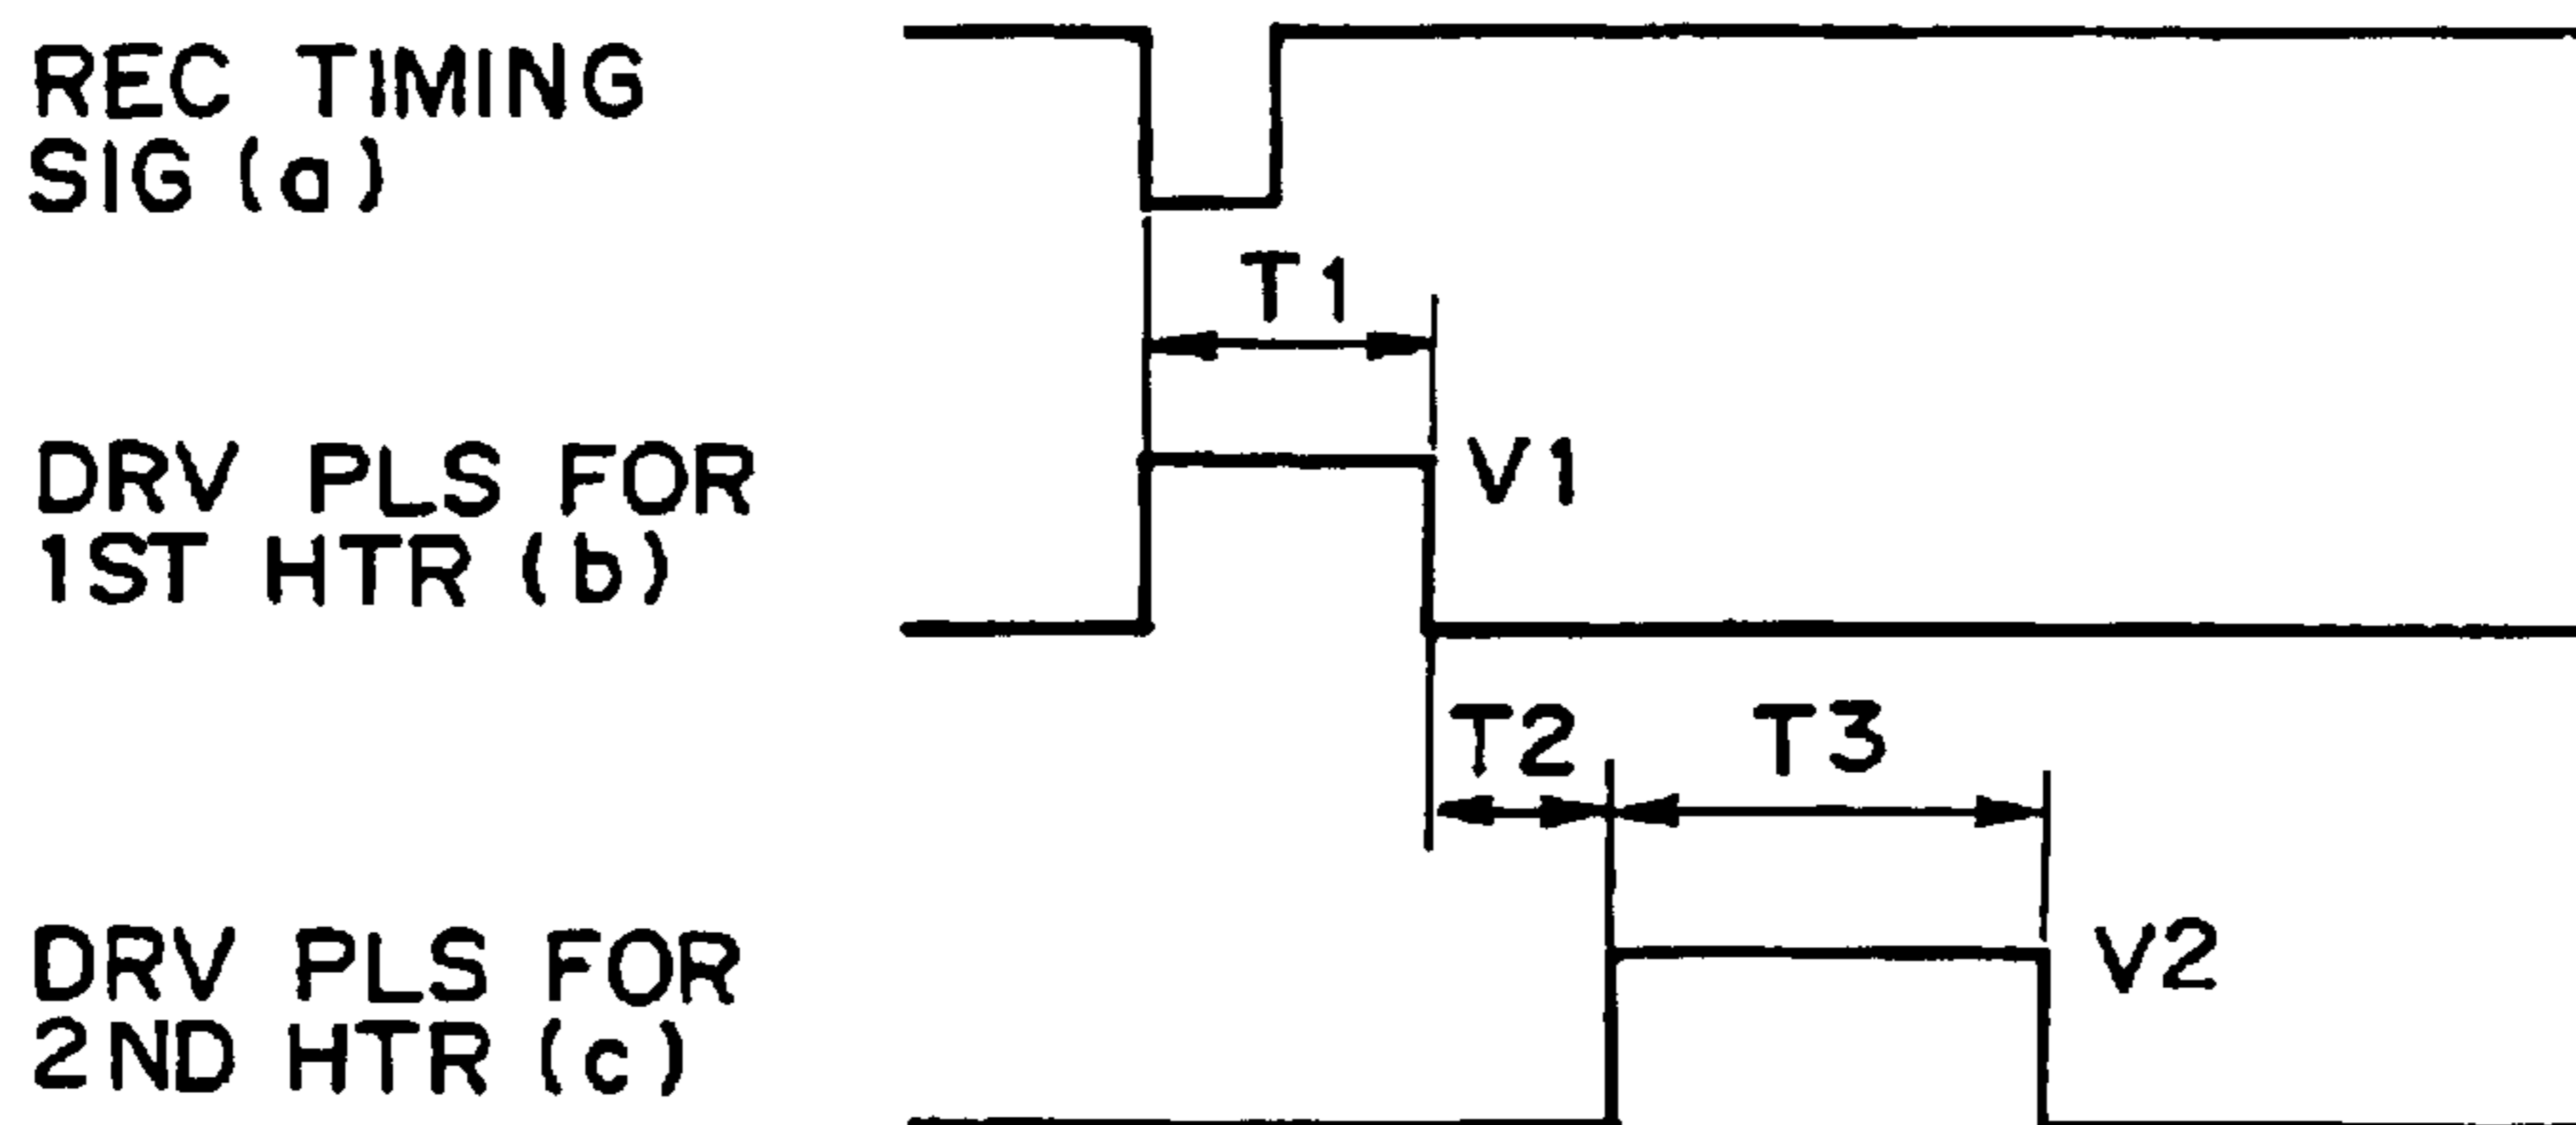 REC TIMING
SIG (a)
T1
DRV PLS FOR
1ST HTR (b)
V1
T2 T3
DRV PLS FOR
2ND HTR (c)
V2